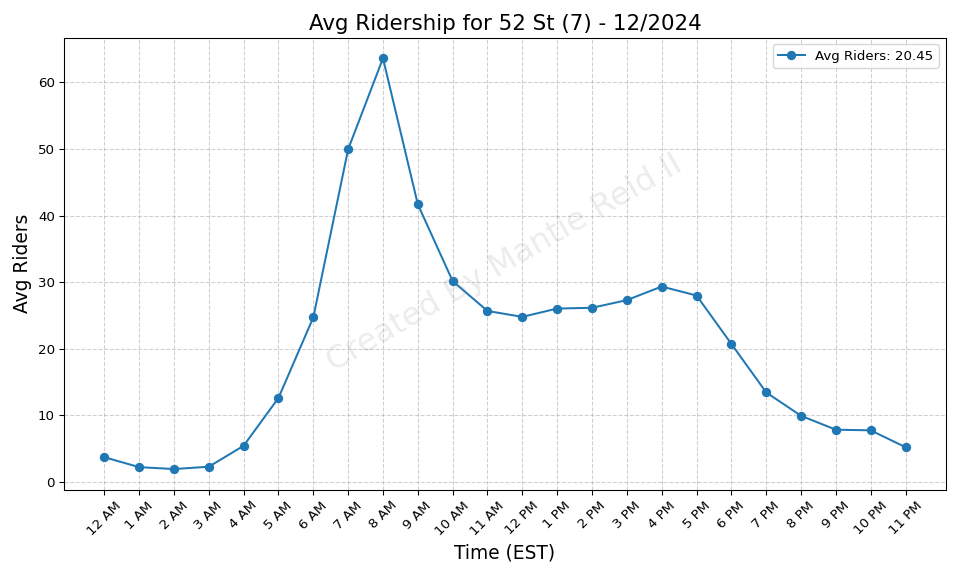 Avg Ridership for 52 St (7) - 12/2024
Avg Riders: 20.45
Avg Riders
60
50
40
30
20
10
0
Created By Mantie Reid II
12 AM
1 AM
2 AM
3 AM
4 AM
5 AM
6 AM
7 AM
8 AM
9 AM
10 AM
11 AM
12 PM
1 PM
2 PM
3 PM
4 PM
5 PM
6 PM
7 PM
8 PM
9 PM
10 PM
11 PM
Time (EST)